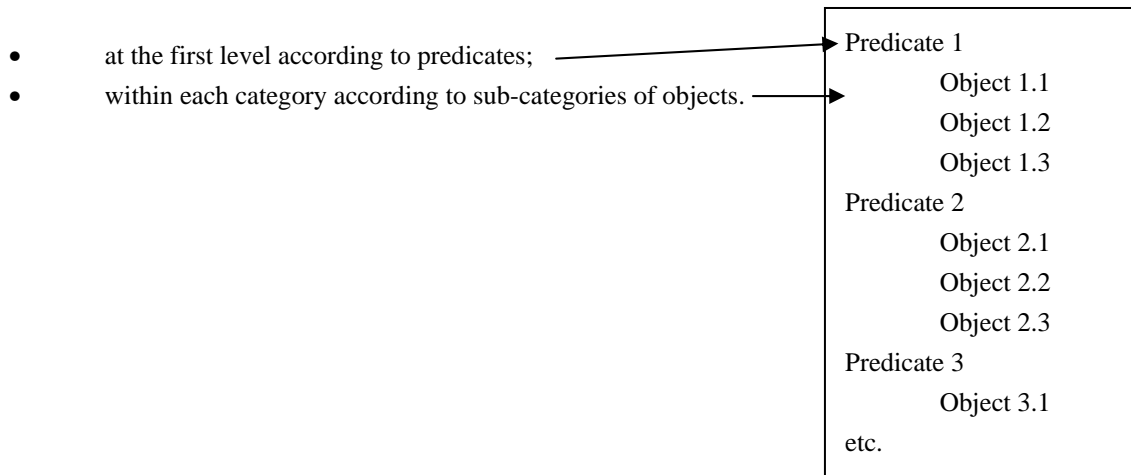 • at the first level according to predicates;
• within each category according to sub-categories of objects.
Predicate 1
Object 1.1
Object 1.2
Object 1.3
Predicate 2
Object 2.1
Object 2.2
Object 2.3
Predicate 3
Object 3.1
etc.